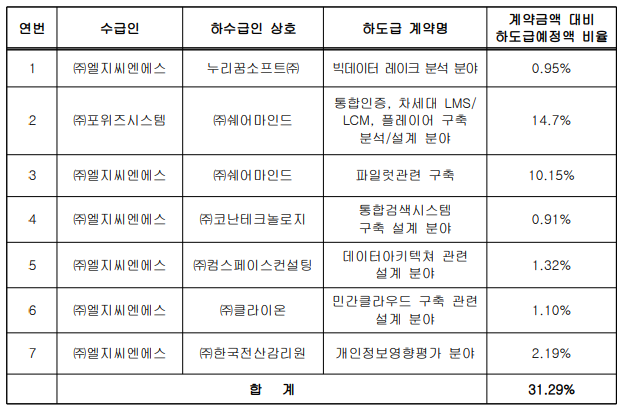 연번 수급인 하수급인 상호 하도급 계약명 계약금액 대비
하도급예정액 비율
1 ㈜엘지씨엔에스 누리꿈소프트㈜ 빅데이터 레이크 분석 분야 0.95%
2 ㈜포위즈시스템 ㈜쉐어마인드 통합인증, 차세대 LMS/
LCM, 플레이어 구축
분석/설계 분야 14.7%
3 ㈜엘지씨엔에스 ㈜쉐어마인드 파일럿관련 구축 10.15%
4 ㈜엘지씨엔에스 ㈜코난테크놀로지 통합검색시스템
구축 설계 분야 0.91%
5 ㈜엘지씨엔에스 ㈜컴스페이스컨설팅 데이터아키텍쳐 관련
설계 분야 1.32%
6 ㈜엘지씨엔에스 ㈜클라이온 민간클라우드 구축 관련
설계 분야 1.10%
7 ㈜엘지씨엔에스 ㈜한국전산감리원 개인정보영향평가 분야 2.19%
합 계 31.29%